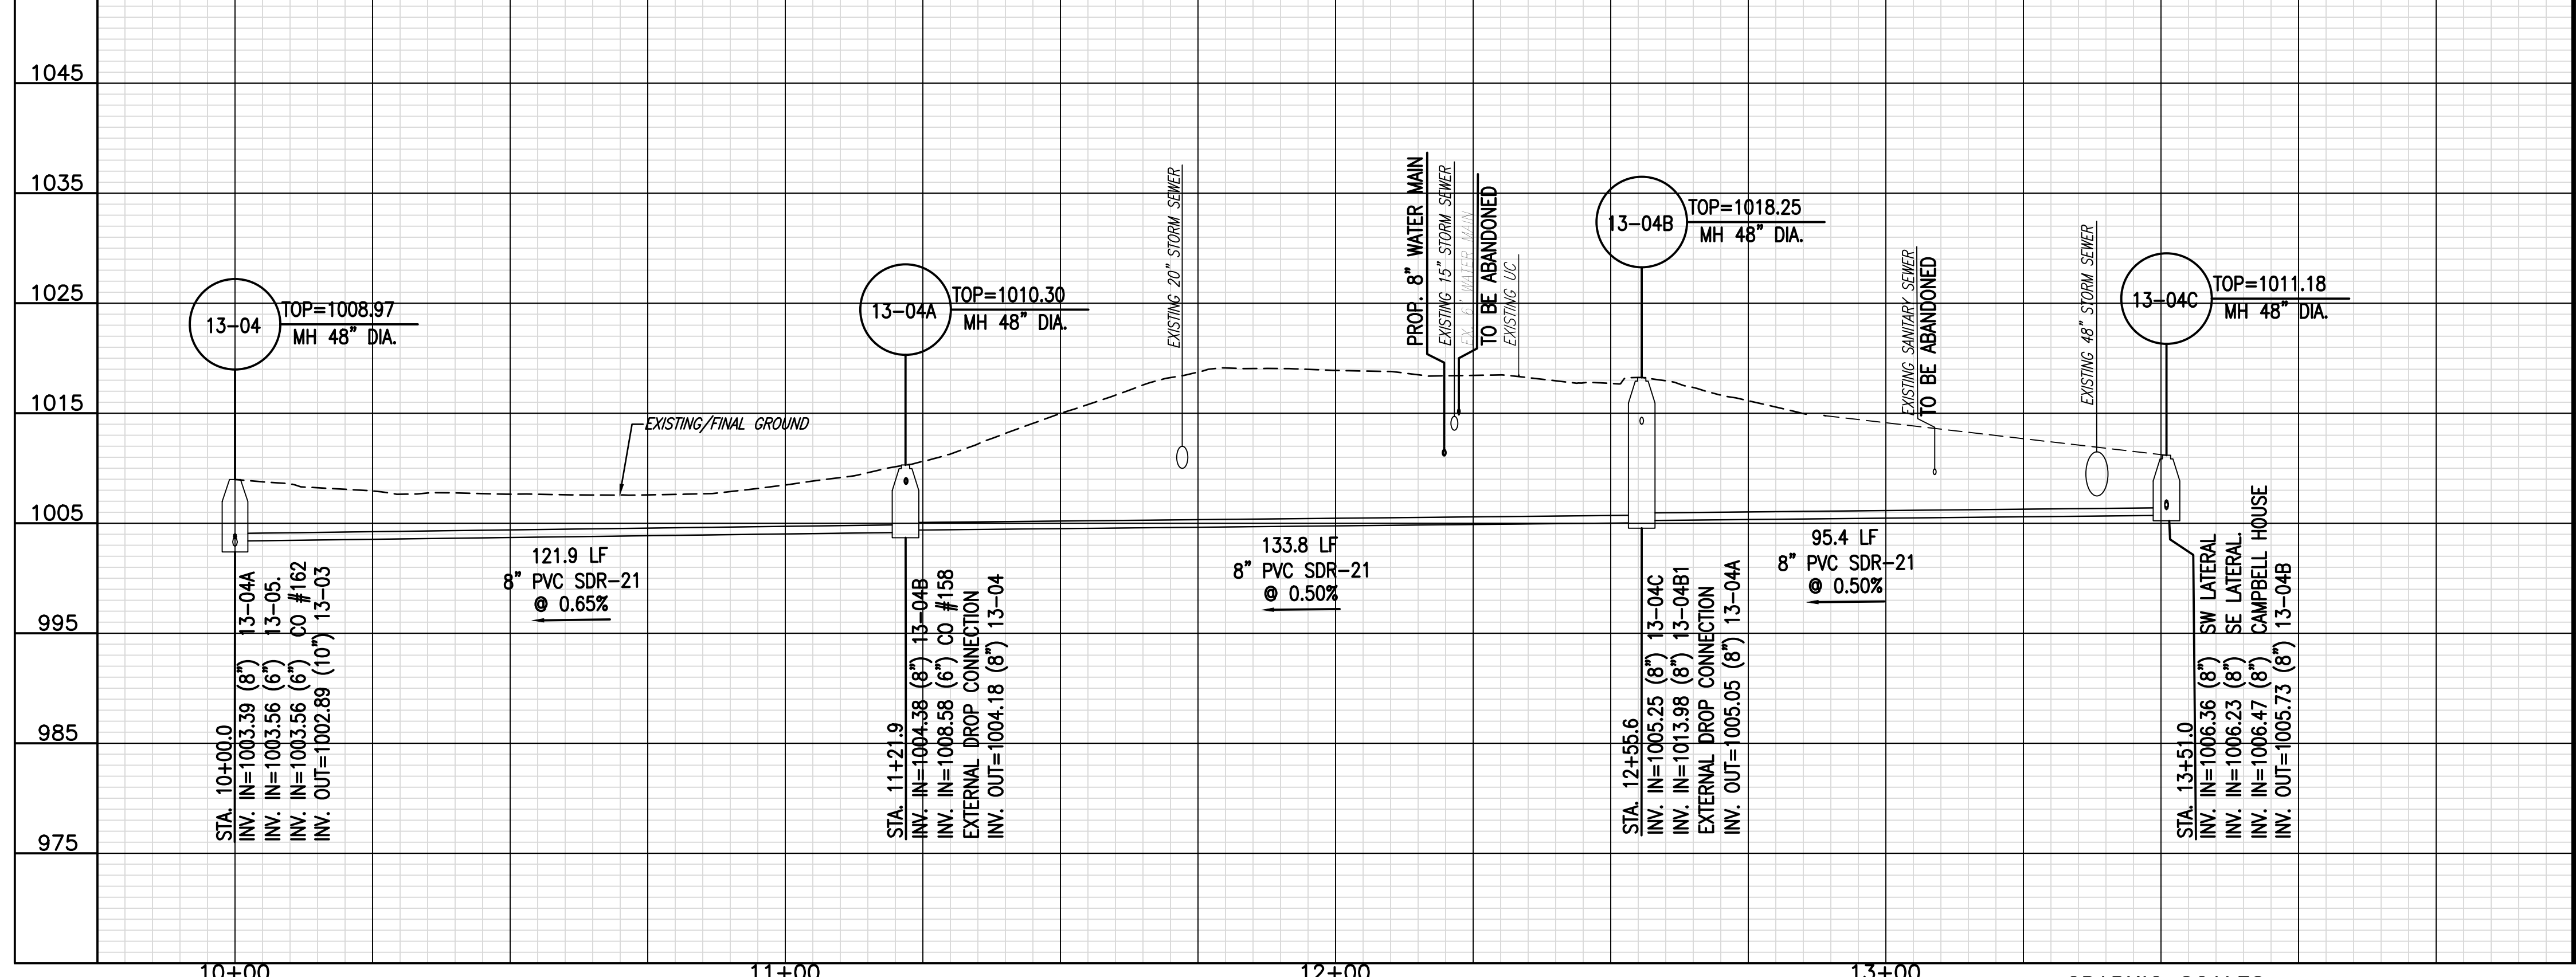 1045
1035
1025
1015
1005
995
985
975
13-04
TOP=1008.97
MH 48" DIA.
13-04A
TOP=1010.30
MH 48" DIA.
EXISTING 20" STORM SEWER
PROP. 8" WATER MAIN
EXISTING 15" STORM SEWER
EX. 6" WATER MAIN
TO BE ABANDONED
EXISTING UC
13-04B
TOP=1018.25
MH 48" DIA.
EXISTING SANITARY SEWER
TO BE ABANDONED
EXISTING 48" STORM SEWER
13-04C
TOP=1011.18
MH 48" DIA.
EXISTING/FINAL GROUND
121.9 LF
8" PVC SDR-21
@ 0.65%
133.8 LF
8" PVC SDR-21
@ 0.50%
95.4 LF
8" PVC SDR-21
@ 0.50%
STA. 10+00.0
INV. IN=1003.39 (8") 13-04A
INV. IN=1003.56 (6") 13-05.
INV. IN=1003.56 (6") CO #162
INV. OUT=1002.89 (10") 13-03
STA. 11+21.9
INV. IN=1004.38 (8") 13-04B
INV. IN=1008.58 (6") CO #158
EXTERNAL DROP CONNECTION
INV. OUT=1004.18 (8") 13-04
STA. 12+55.6
INV. IN=1005.25 (8") 13-04C
INV. IN=1013.98 (8") 13-04B1
EXTERNAL DROP CONNECTION
INV. OUT=1005.05 (8") 13-04A
STA. 13+51.0
INV. IN=1006.36 (8") SW LATERAL
INV. IN=1006.23 (8") SE LATERAL.
INV. IN=1006.47 (8") CAMPBELL HOUSE
INV. OUT=1005.73 (8") 13-04B
10+00
11+00
12+00
13+00